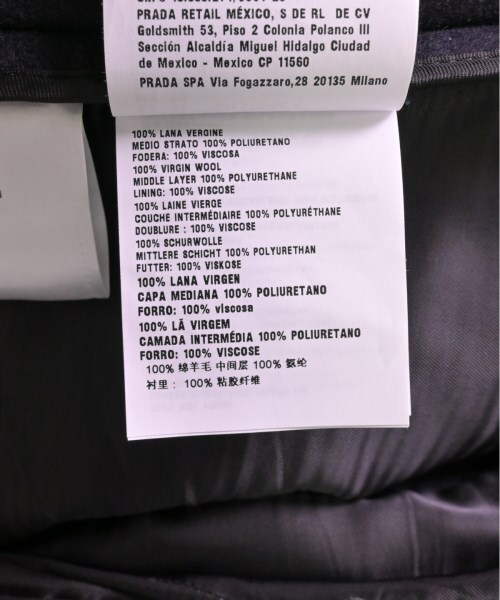 PRADA RETAIL MÉXICO, S DE RL DE CV
Goldsmith 53, Piso 2 Colonia Polanco III
Sección Alcaldía Miguel Hidalgo Ciudad
de Mexico - Mexico CP 11560
PRADA SPA Via Fogazzaro,28 20135 Milano
100% LANA VERGINE
MEDIO STRATO 100% POLIURETANO
FODERA: 100% VISCOSA
100% VIRGIN WOOL
MIDDLE LAYER 100% POLYURETHANE
LINING: 100% VISCOSE
100% LAINE VIERGE
COUCHE INTERMÉDIAIRE 100% POLYURÉTHANE
DOUBLURE : 100% VISCOSE
100% SCHURWOLLE
MITTLERE SCHICHT 100% POLYURETHAN
FUTTER: 100% VISKOSE
100% LANA VIRGEN
CAPA MEDIANA 100% POLIURETANO
FORRO: 100% viscosa
100% LÃ VIRGEM
CAMADA INTERMÉDIA 100% POLIURETANO
FORRO: 100% VISCOSE
100% 绵羊毛 中间层 100% 氨纶
衬里： 100% 粘胶纤维